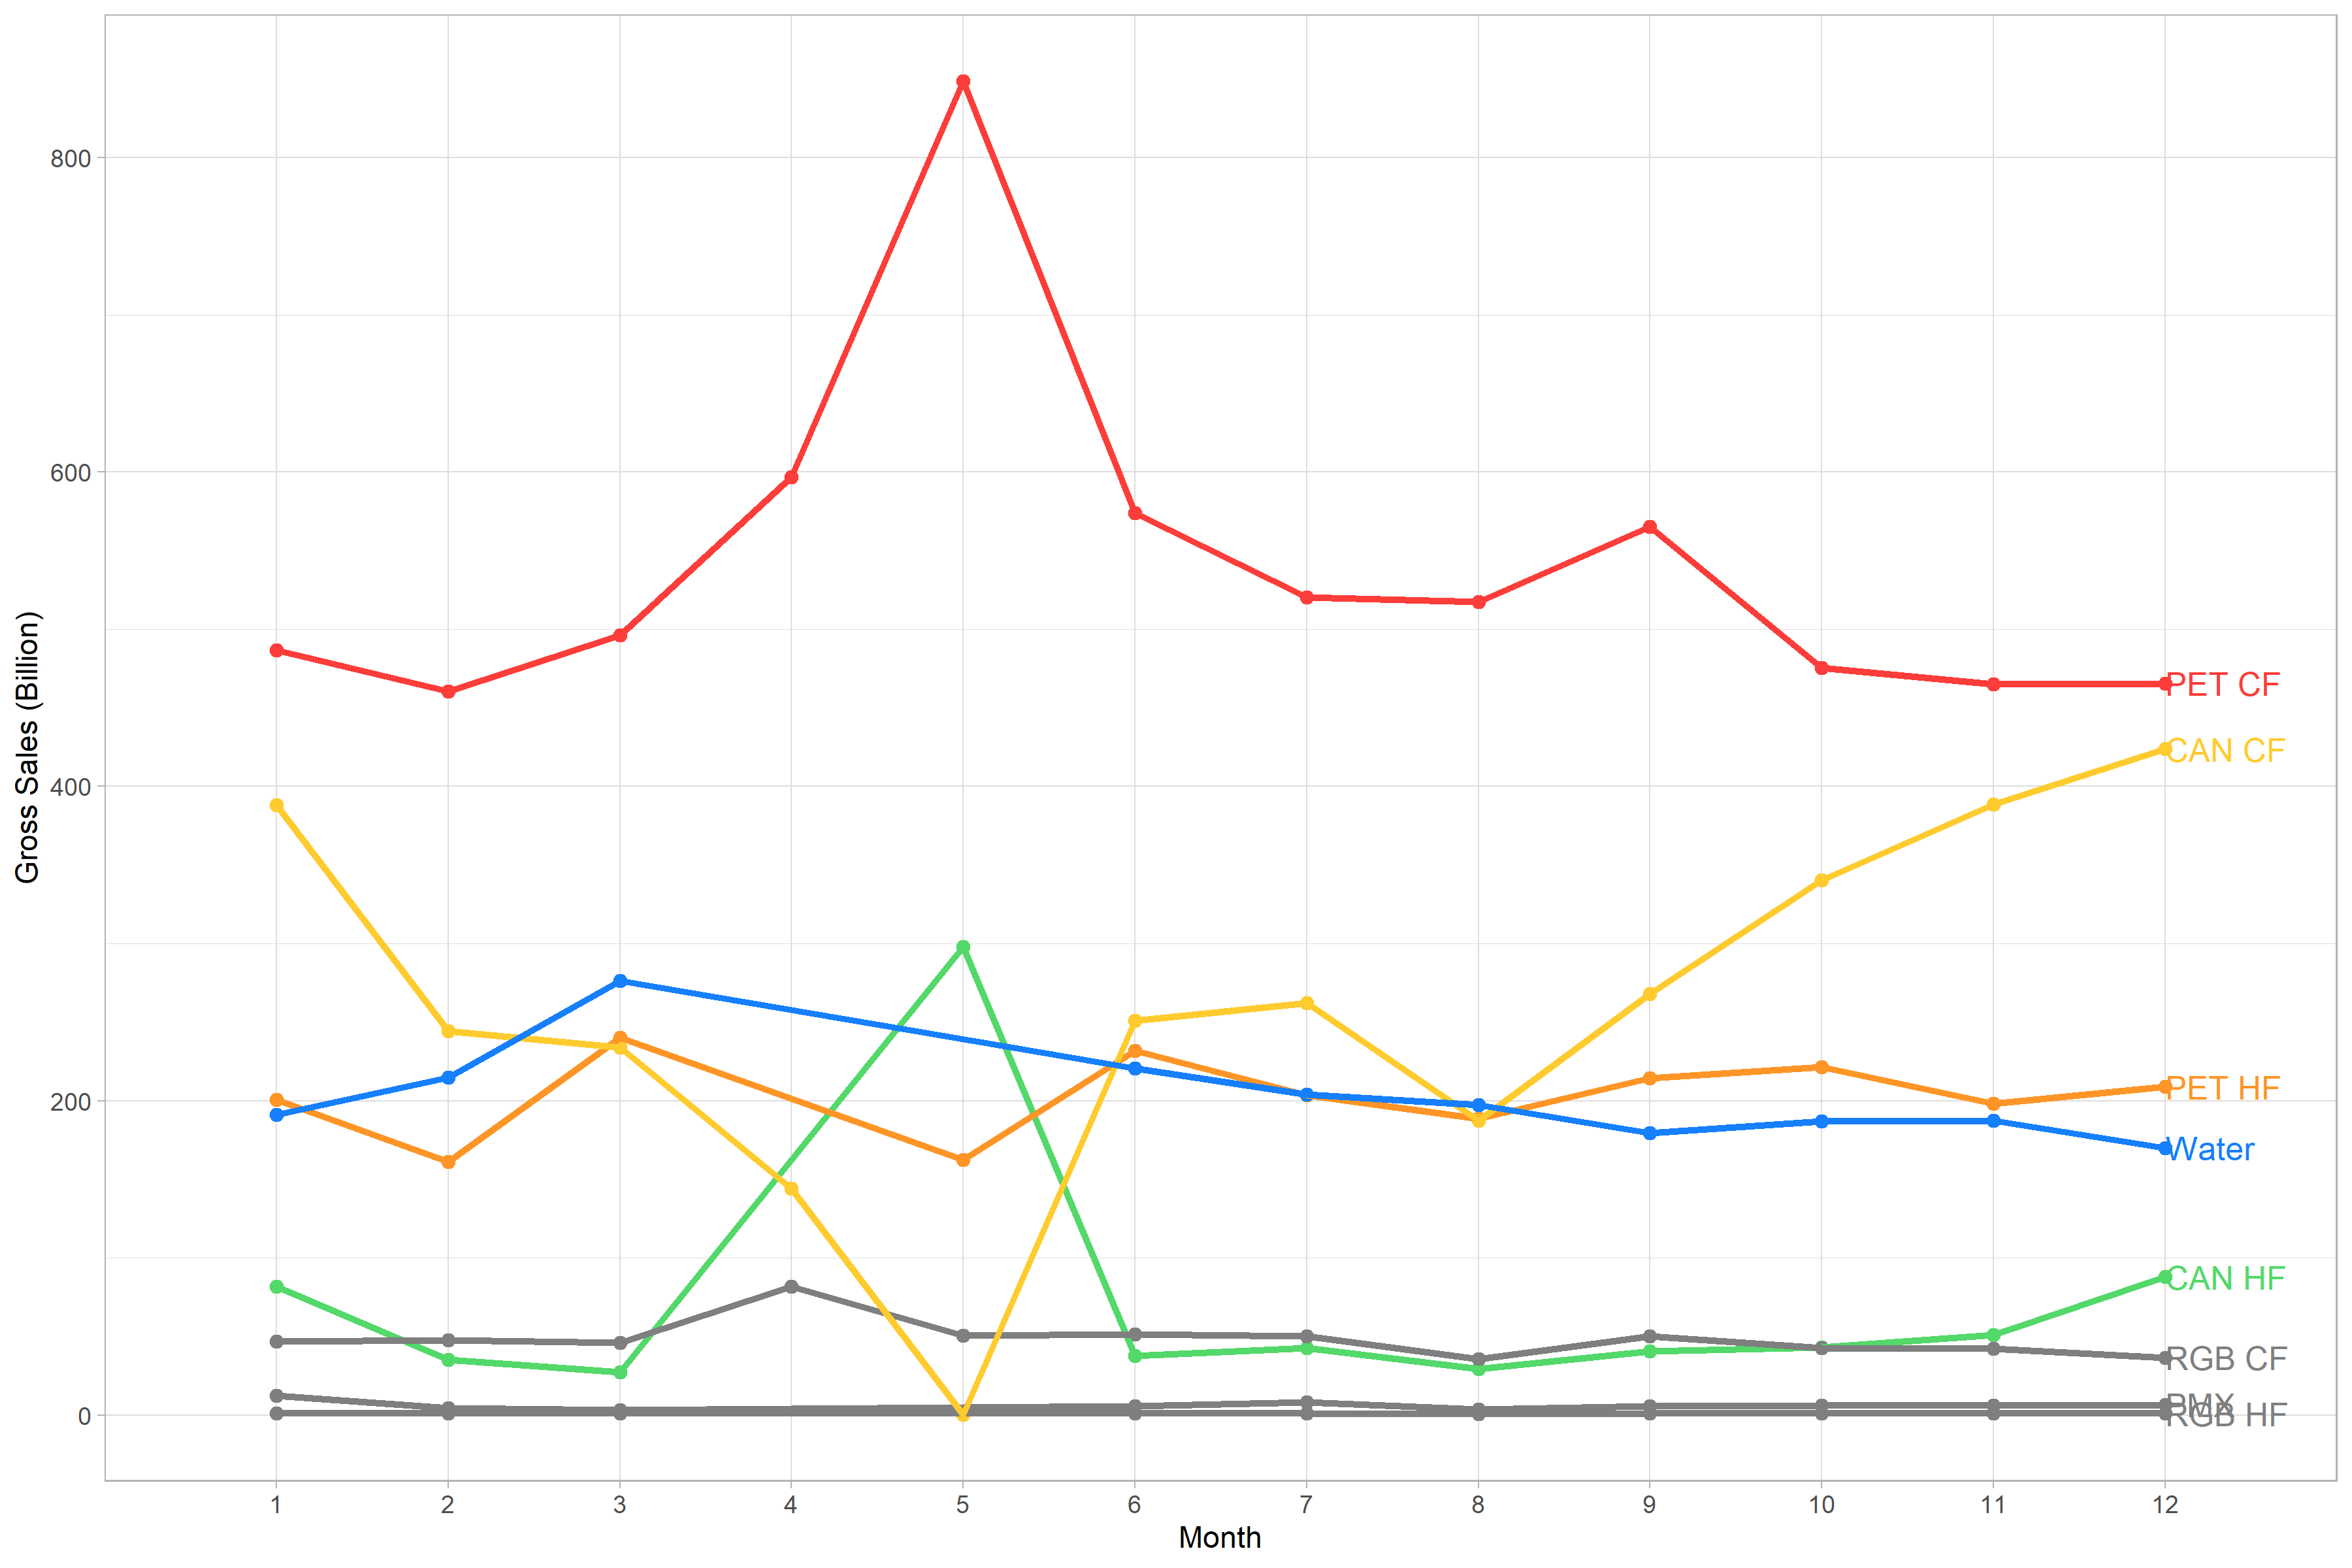 800
600
400
200
0
Gross Sales (Billion)
PET CF
CAN CF
PET HF
Water
CAN HF
RGB CF
PMX
RGB HF
1 2 3 4 5 6 7 8 9 10 11 12
Month